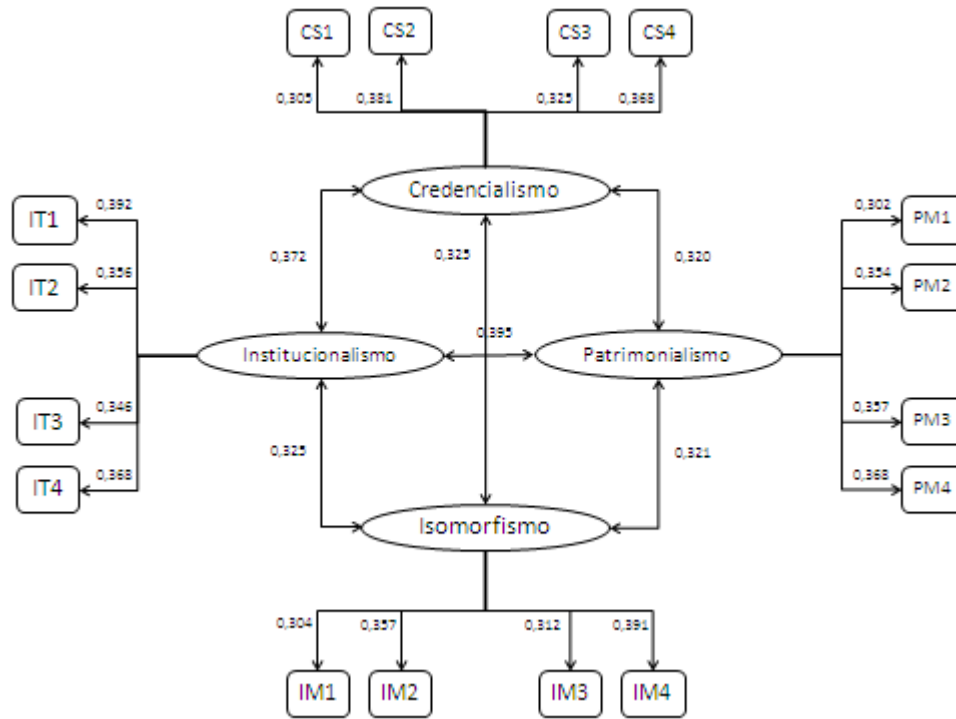 CS1
CS2
CS3
CS4
0,305
0,381
0,325
0,368
Credencialismo
IT1
0,392
0,302
PM1
0,372
0,325
0,320
IT2
0,356
0,354
PM2
0,395
Institucionalismo
Patrimonialismo
IT3
0,346
0,325
0,321
0,357
PM3
IT4
0,368
0,368
PM4
Isomorfismo
0,304
0,357
0,312
0,391
IM1
IM2
IM3
IM4